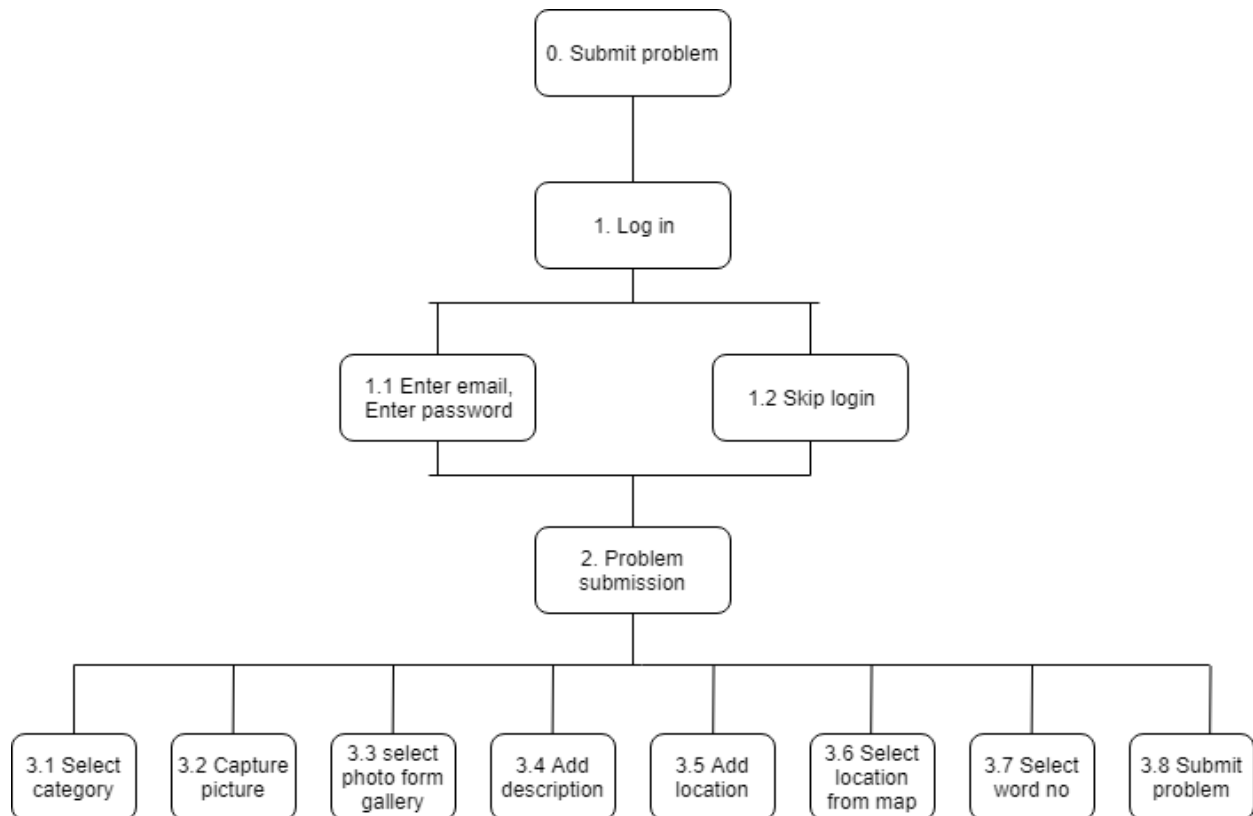 0. Submit problem
1. Log in
1.1 Enter email,
Enter password
1.2 Skip login
2. Problem
submission
3.1 Select
category
3.2 Capture
picture
3.3 select
photo form
gallery
3.4 Add
description
3.5 Add
location
3.6 Select
location
from map
3.7 Select
word no
3.8 Submit
problem